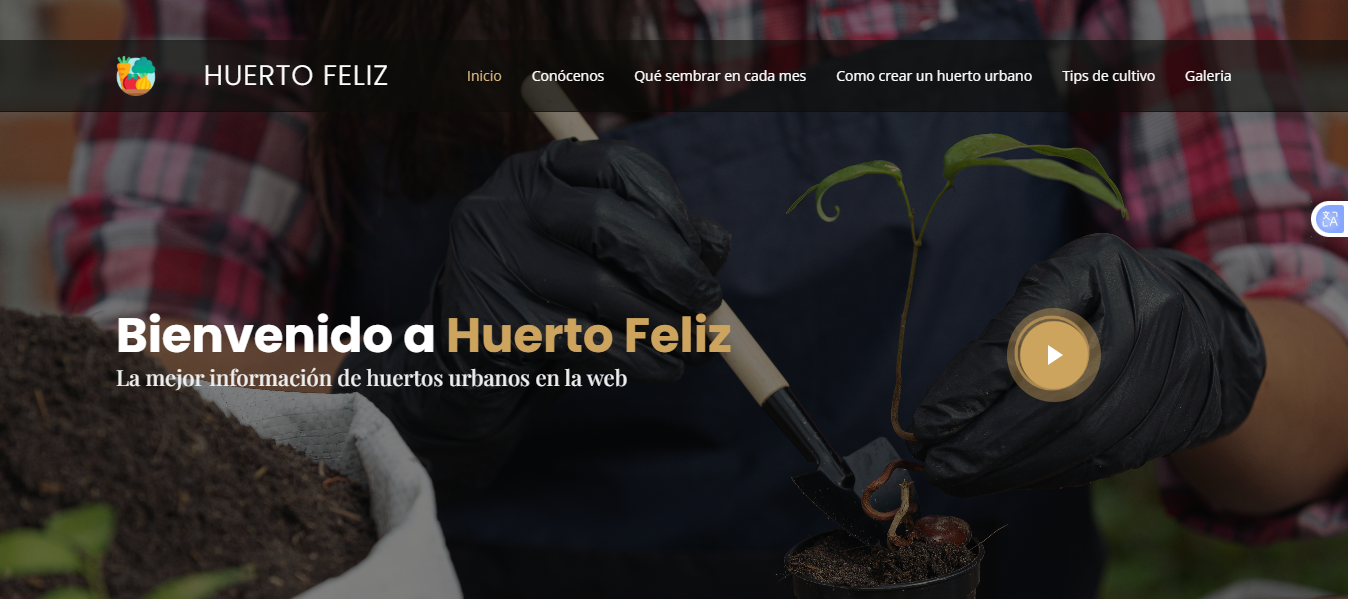 HUERTO FELIZ
Inicio Conócenos Qué sembrar en cada mes Como crear un huerto urbano Tips de cultivo Galeria
Bienvenido a Huerto Feliz
La mejor información de huertos urbanos en la web